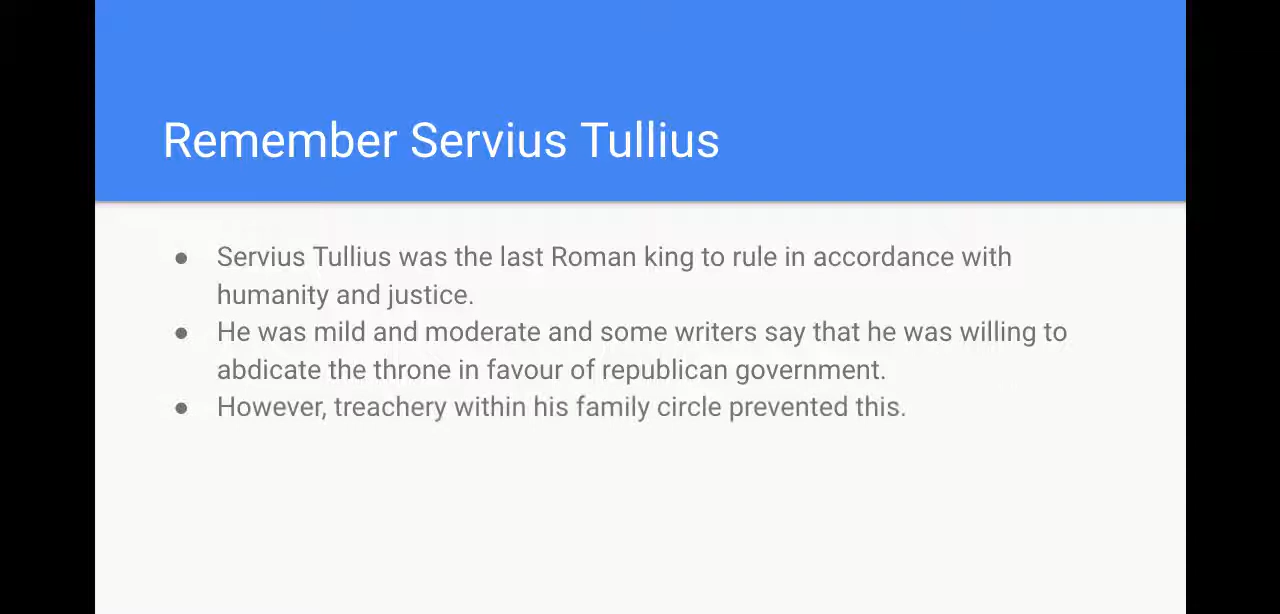 Remember Servius Tullius
● Servius Tullius was the last Roman king to rule in accordance with
humanity and justice.
● He was mild and moderate and some writers say that he was willing to
abdicate the throne in favour of republican government.
● However, treachery within his family circle prevented this.